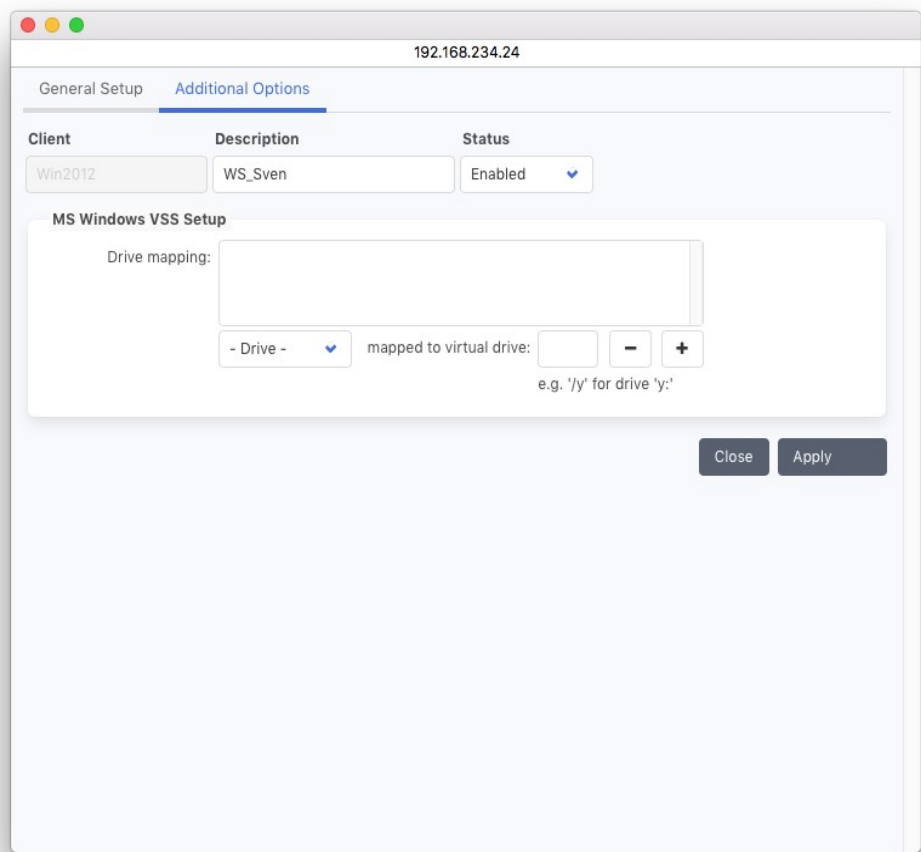 192.168.234.24
General Setup Additional Options
Client Description Status
Win2012 WS_Sven Enabled
MS Windows VSS Setup
Drive mapping:
- Drive - mapped to virtual drive: − +
e.g. '/y' for drive 'y:'
Close Apply